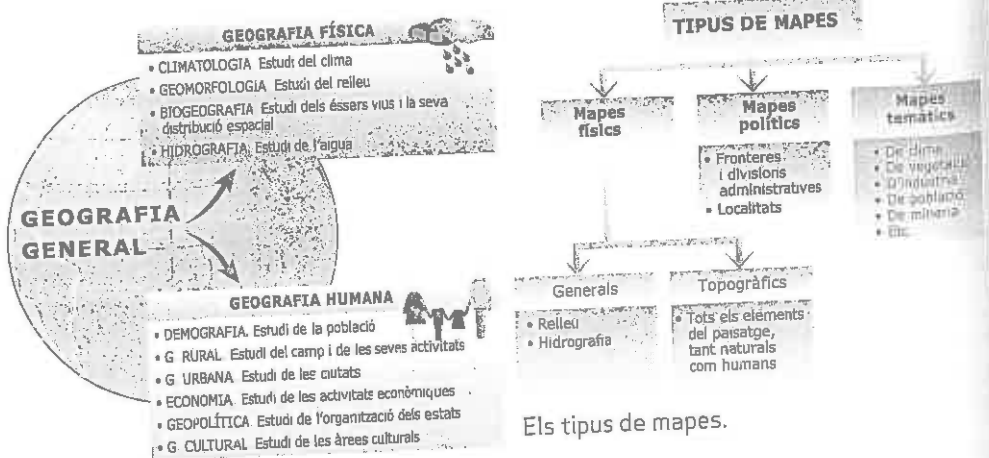 GEOGRAFIA FÍSICA
• CLIMATOLOGIA Estudi del clima
• GEOMORFOLOGIA Estudi del relleu
• BIOGEOGRAFIA Estudi dels éssers vius i la seva
distribució espacial
• HIDROGRAFIA. Estudi de l'aigua
GEOGRAFIA
GENERAL
GEOGRAFIA HUMANA
• DEMOGRAFIA. Estudi de la població
• G RURAL Estudi del camp i de les seves activitats
• G URBANA Estudi de les ciutats
• ECONOMIA. Estudi de les activitats econòmiques
• GEOPOLÍTICA. Estudi de l'organització dels estats
• G CULTURAL Estudi de les àrees culturals
TIPUS DE MAPES
Mapes
físics
Mapes
polítics
• Fronteres
i divisions
administratives
• Localitats
Mapes
temàtics
• De clima
• De vegetació
• D'indústria
• De població
• De mineria
• Etc.
Generals
• Relleu
• Hidrografia
Topogràfics
• Tots els elements
del paisatge,
tant naturals
com humans
Els tipus de mapes.